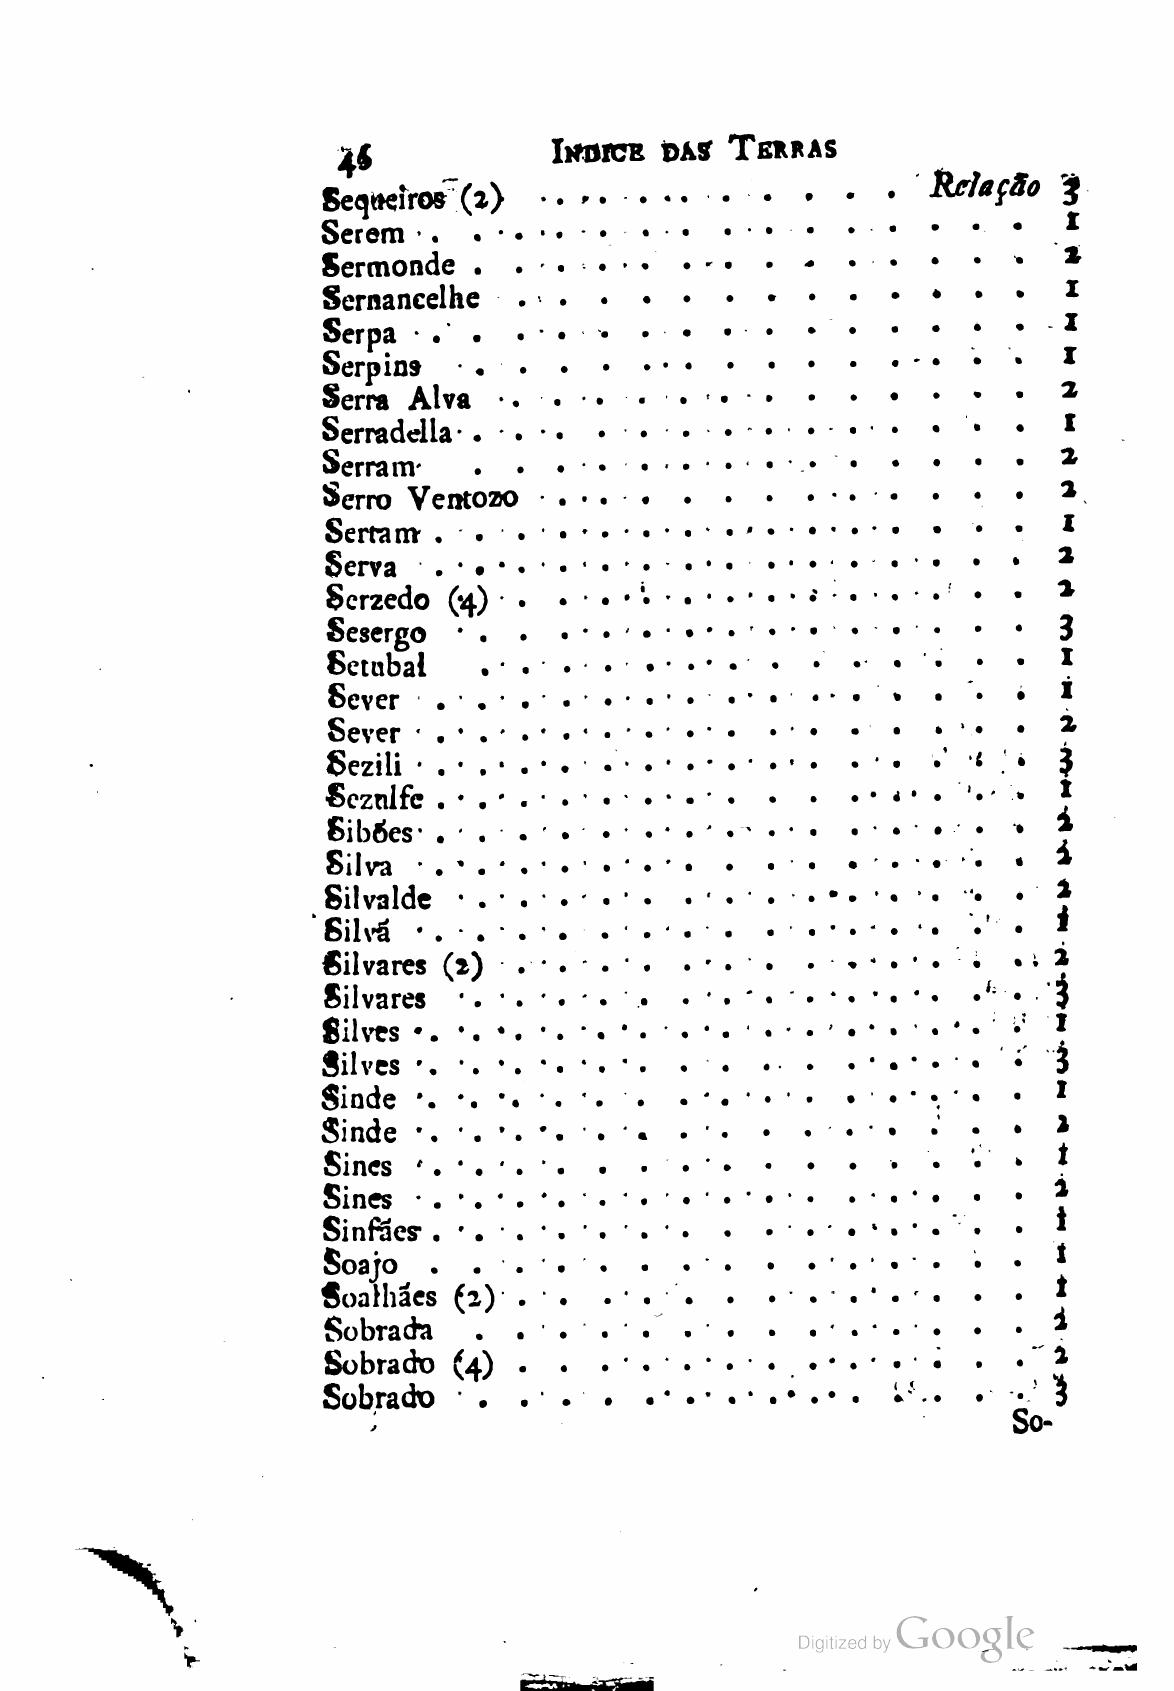 46 INDICE DAS TERRAS
Sequeiros (2) . . . . . . . . . . Relação 3
Serem . . . . . . . . . . 1
Sermonde . . . . . . . . . . 2
Sernancelhe . . . . . . . . . . 1
Serpa . . . . . . . . . . 1
Serpins . . . . . . . . . . 1
Serra Alva . . . . . . . . . . 2
Serradella . . . . . . . . . . 1
Serram . . . . . . . . . . 2
Serro Ventozo . . . . . . . . . . 2
Sertam . . . . . . . . . . 1
Serva . . . . . . . . . . 2
Serzedo (4) . . . . . . . . . . 2
Sesergo . . . . . . . . . . 3
Setubal . . . . . . . . . . 1
Sever . . . . . . . . . . 1
Sever . . . . . . . . . . 2
Sezili . . . . . . . . . . 3
Sezulfe . . . . . . . . . . 1
Sibões . . . . . . . . . . 2
Silva . . . . . . . . . . 2
Silvalde . . . . . . . . . . 2
Silvã . . . . . . . . . . 1
Silvares (2) . . . . . . . . . . 2
Silvares . . . . . . . . . . 3
Silves . . . . . . . . . . 1
Silves . . . . . . . . . . 3
Sinde . . . . . . . . . . 1
Sinde . . . . . . . . . . 2
Sines . . . . . . . . . . 1
Sines . . . . . . . . . . 2
Sinfães . . . . . . . . . . 1
Soajo . . . . . . . . . . 1
Soalhães (2) . . . . . . . . . . 1
Sobrada . . . . . . . . . . 2
Sobrado (4) . . . . . . . . . . 2
Sobrado . . . . . . . . . . 3
So-
Digitized by Google